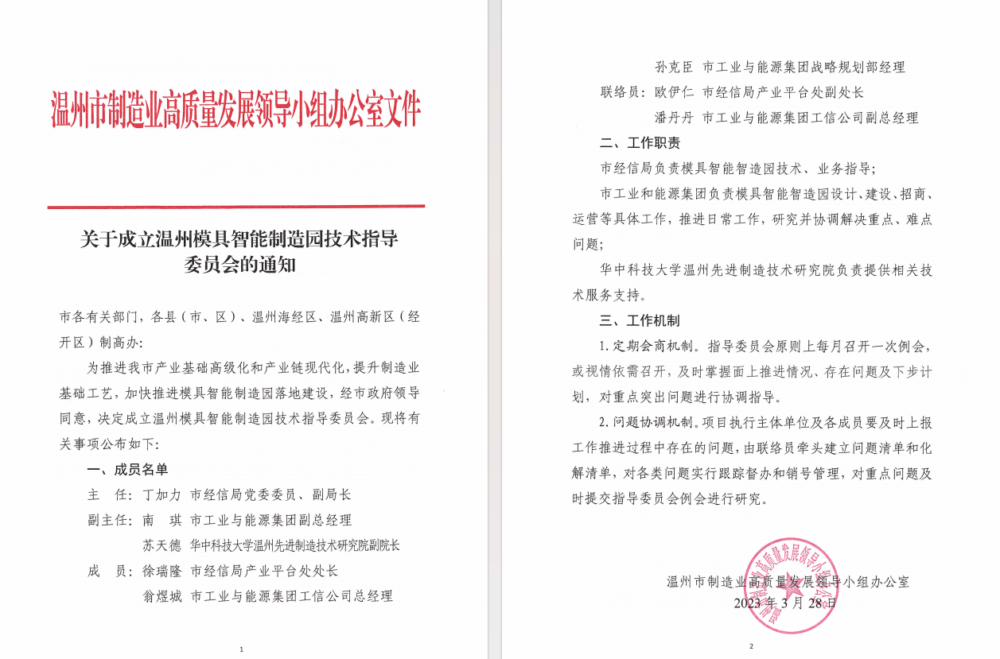 温州市制造业高质量发展领导小组办公室文件
关于成立温州模具智能制造园技术指导
委员会的通知
市各有关部门，各县（市、区）、温州海经区、温州高新区（经
开区）制高办：
为推进我市产业基础高级化和产业链现代化，提升制造业
基础工艺，加快推进模具智能制造园落地建设，经市政府领导
同意，决定成立温州模具智能制造园技术指导委员会。现将有
关事项公布如下：
一、成员名单
主　任：丁加力 市经信局党委委员、副局长
副主任：南　琪 市工业与能源集团副总经理
苏天德 华中科技大学温州先进制造技术研究院副院长
成　员：徐瑞隆 市经信局产业平台处处长
翁煜城 市工业与能源集团工信公司总经理
1
孙克臣 市工业与能源集团战略规划部经理
联络员：欧伊仁 市经信局产业平台处副处长
潘丹丹 市工业与能源集团工信公司副总经理
二、工作职责
市经信局负责模具智能智造园技术、业务指导；
市工业和能源集团负责模具智能智造园设计、建设、招商、
运营等具体工作，推进日常工作，研究并协调解决重点、难点
问题；
华中科技大学温州先进制造技术研究院负责提供相关技
术服务支持。
三、工作机制
1.定期会商机制。指导委员会原则上每月召开一次例会，
或视情依需召开，及时掌握面上推进情况、存在问题及下步计
划，对重点突出问题进行协调指导。
2.问题协调机制。项目执行主体单位及各成员要及时上报
工作推进过程中存在的问题，由联络员牵头建立问题清单和化
解清单，对各类问题实行跟踪督办和销号管理，对重点问题及
时提交指导委员会例会进行研究。
温州市制造业高质量发展领导小组办公室
2023 年 3 月 28 日
温州市制造业高质量发展领导小组办公室
2